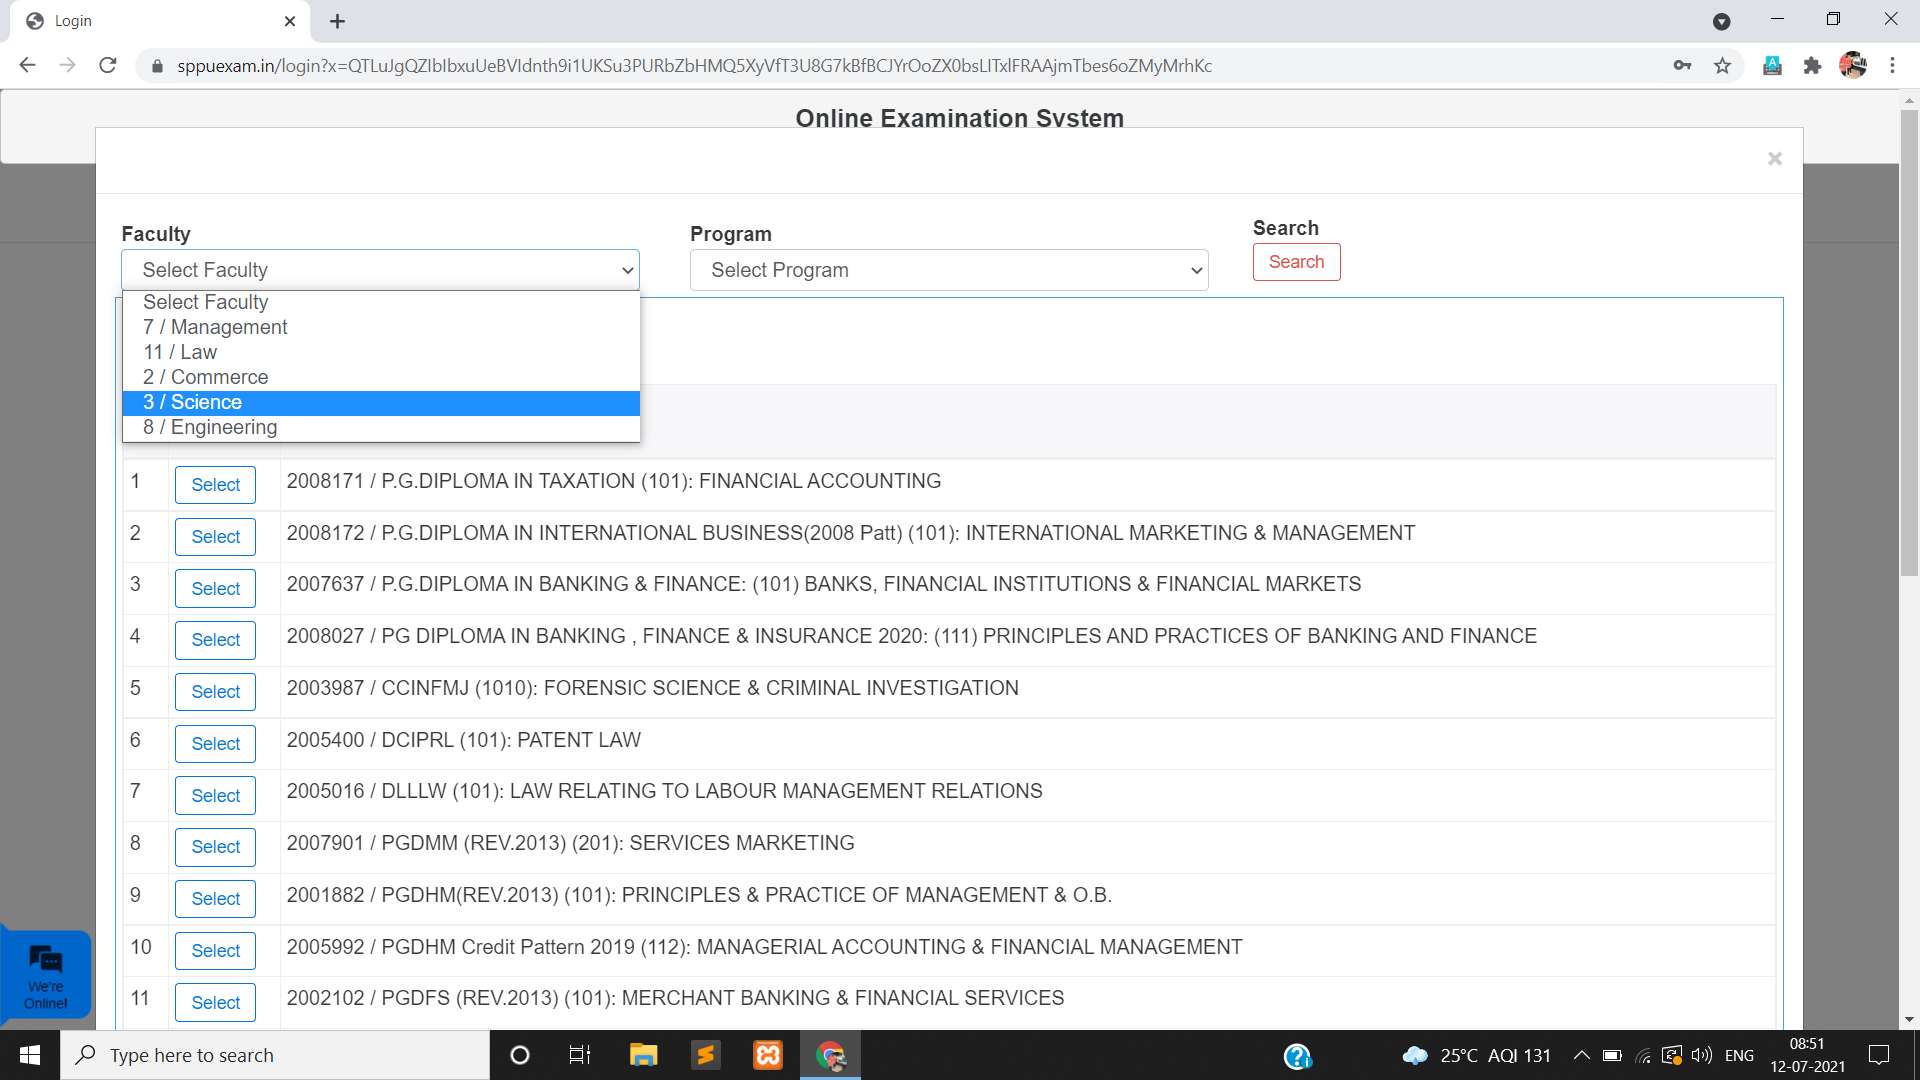 Login
sppuexam.in/login?x=QTLuJgQZIbIbxuUeBVIdnth9i1UKSu3PURbZbHMQ5XyVfT3U8G7kBfBCJYrOoZX0bsLITxlFRAAjmTbes6oZMyMrhKc
Online Examination System
Faculty
Program
Search
Select Faculty
Select Program
Search
Select Faculty
7 / Management
11 / Law
2 / Commerce
3 / Science
8 / Engineering
1 Select 2008171 / P.G.DIPLOMA IN TAXATION (101): FINANCIAL ACCOUNTING
2 Select 2008172 / P.G.DIPLOMA IN INTERNATIONAL BUSINESS(2008 Patt) (101): INTERNATIONAL MARKETING & MANAGEMENT
3 Select 2007637 / P.G.DIPLOMA IN BANKING & FINANCE: (101) BANKS, FINANCIAL INSTITUTIONS & FINANCIAL MARKETS
4 Select 2008027 / PG DIPLOMA IN BANKING , FINANCE & INSURANCE 2020: (111) PRINCIPLES AND PRACTICES OF BANKING AND FINANCE
5 Select 2003987 / CCINFMJ (1010): FORENSIC SCIENCE & CRIMINAL INVESTIGATION
6 Select 2005400 / DCIPRL (101): PATENT LAW
7 Select 2005016 / DLLLW (101): LAW RELATING TO LABOUR MANAGEMENT RELATIONS
8 Select 2007901 / PGDMM (REV.2013) (201): SERVICES MARKETING
9 Select 2001882 / PGDHM(REV.2013) (101): PRINCIPLES & PRACTICE OF MANAGEMENT & O.B.
10 Select 2005992 / PGDHM Credit Pattern 2019 (112): MANAGERIAL ACCOUNTING & FINANCIAL MANAGEMENT
11 Select 2002102 / PGDFS (REV.2013) (101): MERCHANT BANKING & FINANCIAL SERVICES
We're
Online!
Type here to search
25°C AQI 131
ENG
08:51
12-07-2021